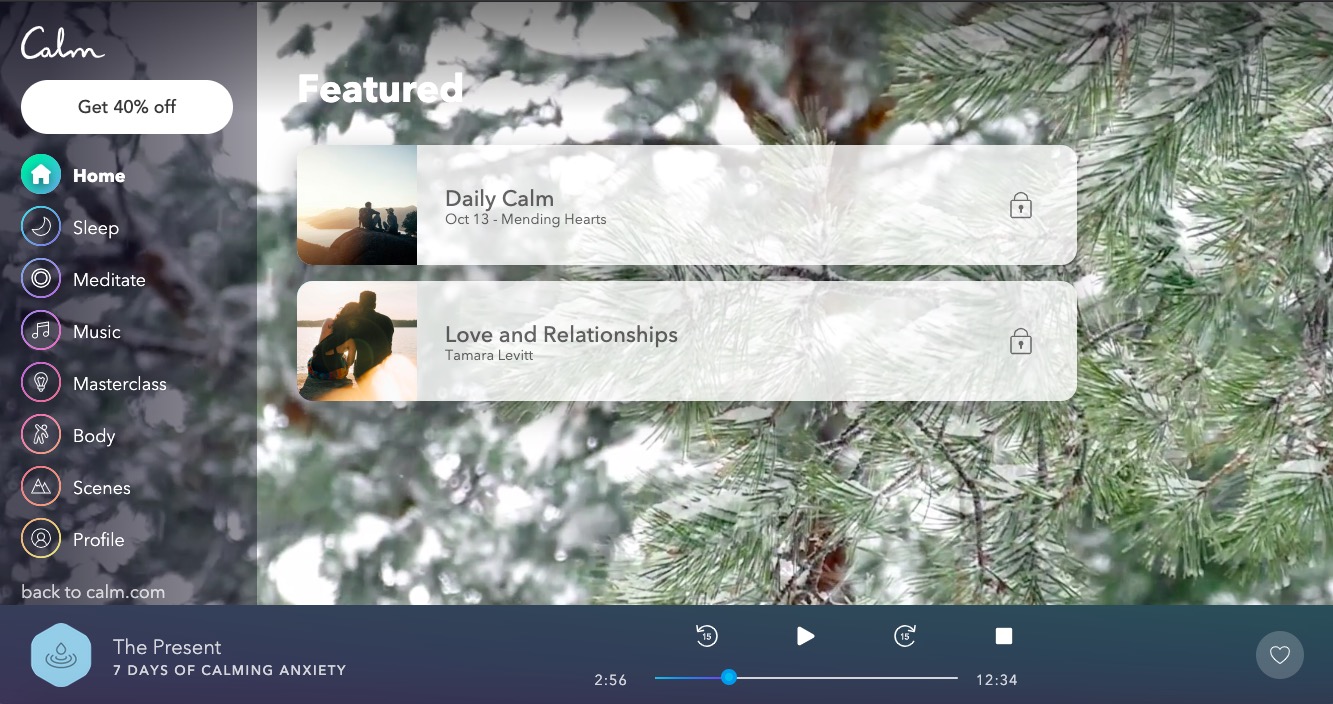 Calm
Get 40% off
Home
Sleep
Meditate
Music
Masterclass
Body
Scenes
Profile
back to calm.com
Featured
Daily Calm
Oct 13 - Mending Hearts
Love and Relationships
Tamara Levitt
The Present
7 DAYS OF CALMING ANXIETY
15
15
2:56
12:34